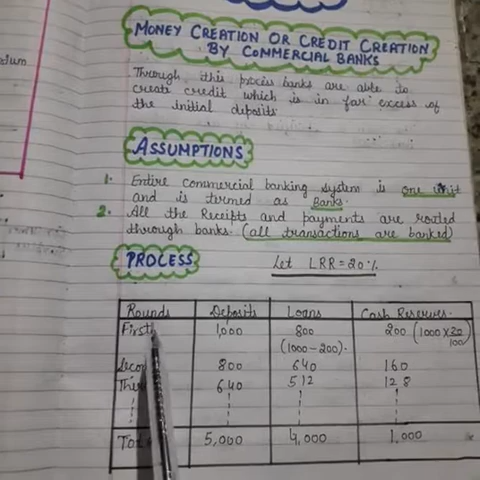 MONEY CREATION OR CREDIT CREATION
BY COMMERCIAL BANKS
Through this process banks are able to
create credit which is in far excess of
the initial deposits
ASSUMPTIONS
1. Entire commercial banking system is one unit
and is termed as Banks.
2. All the Receipts and payments are routed
through banks. (all transactions are banked)
PROCESS
Let LRR = 20%
Rounds Deposits Loans Cash Reserves.
First 1,000 800 200 (1000 × 20/100)
(1000-200).
800 640 160
640 512 128
5,000 4,000 1,000